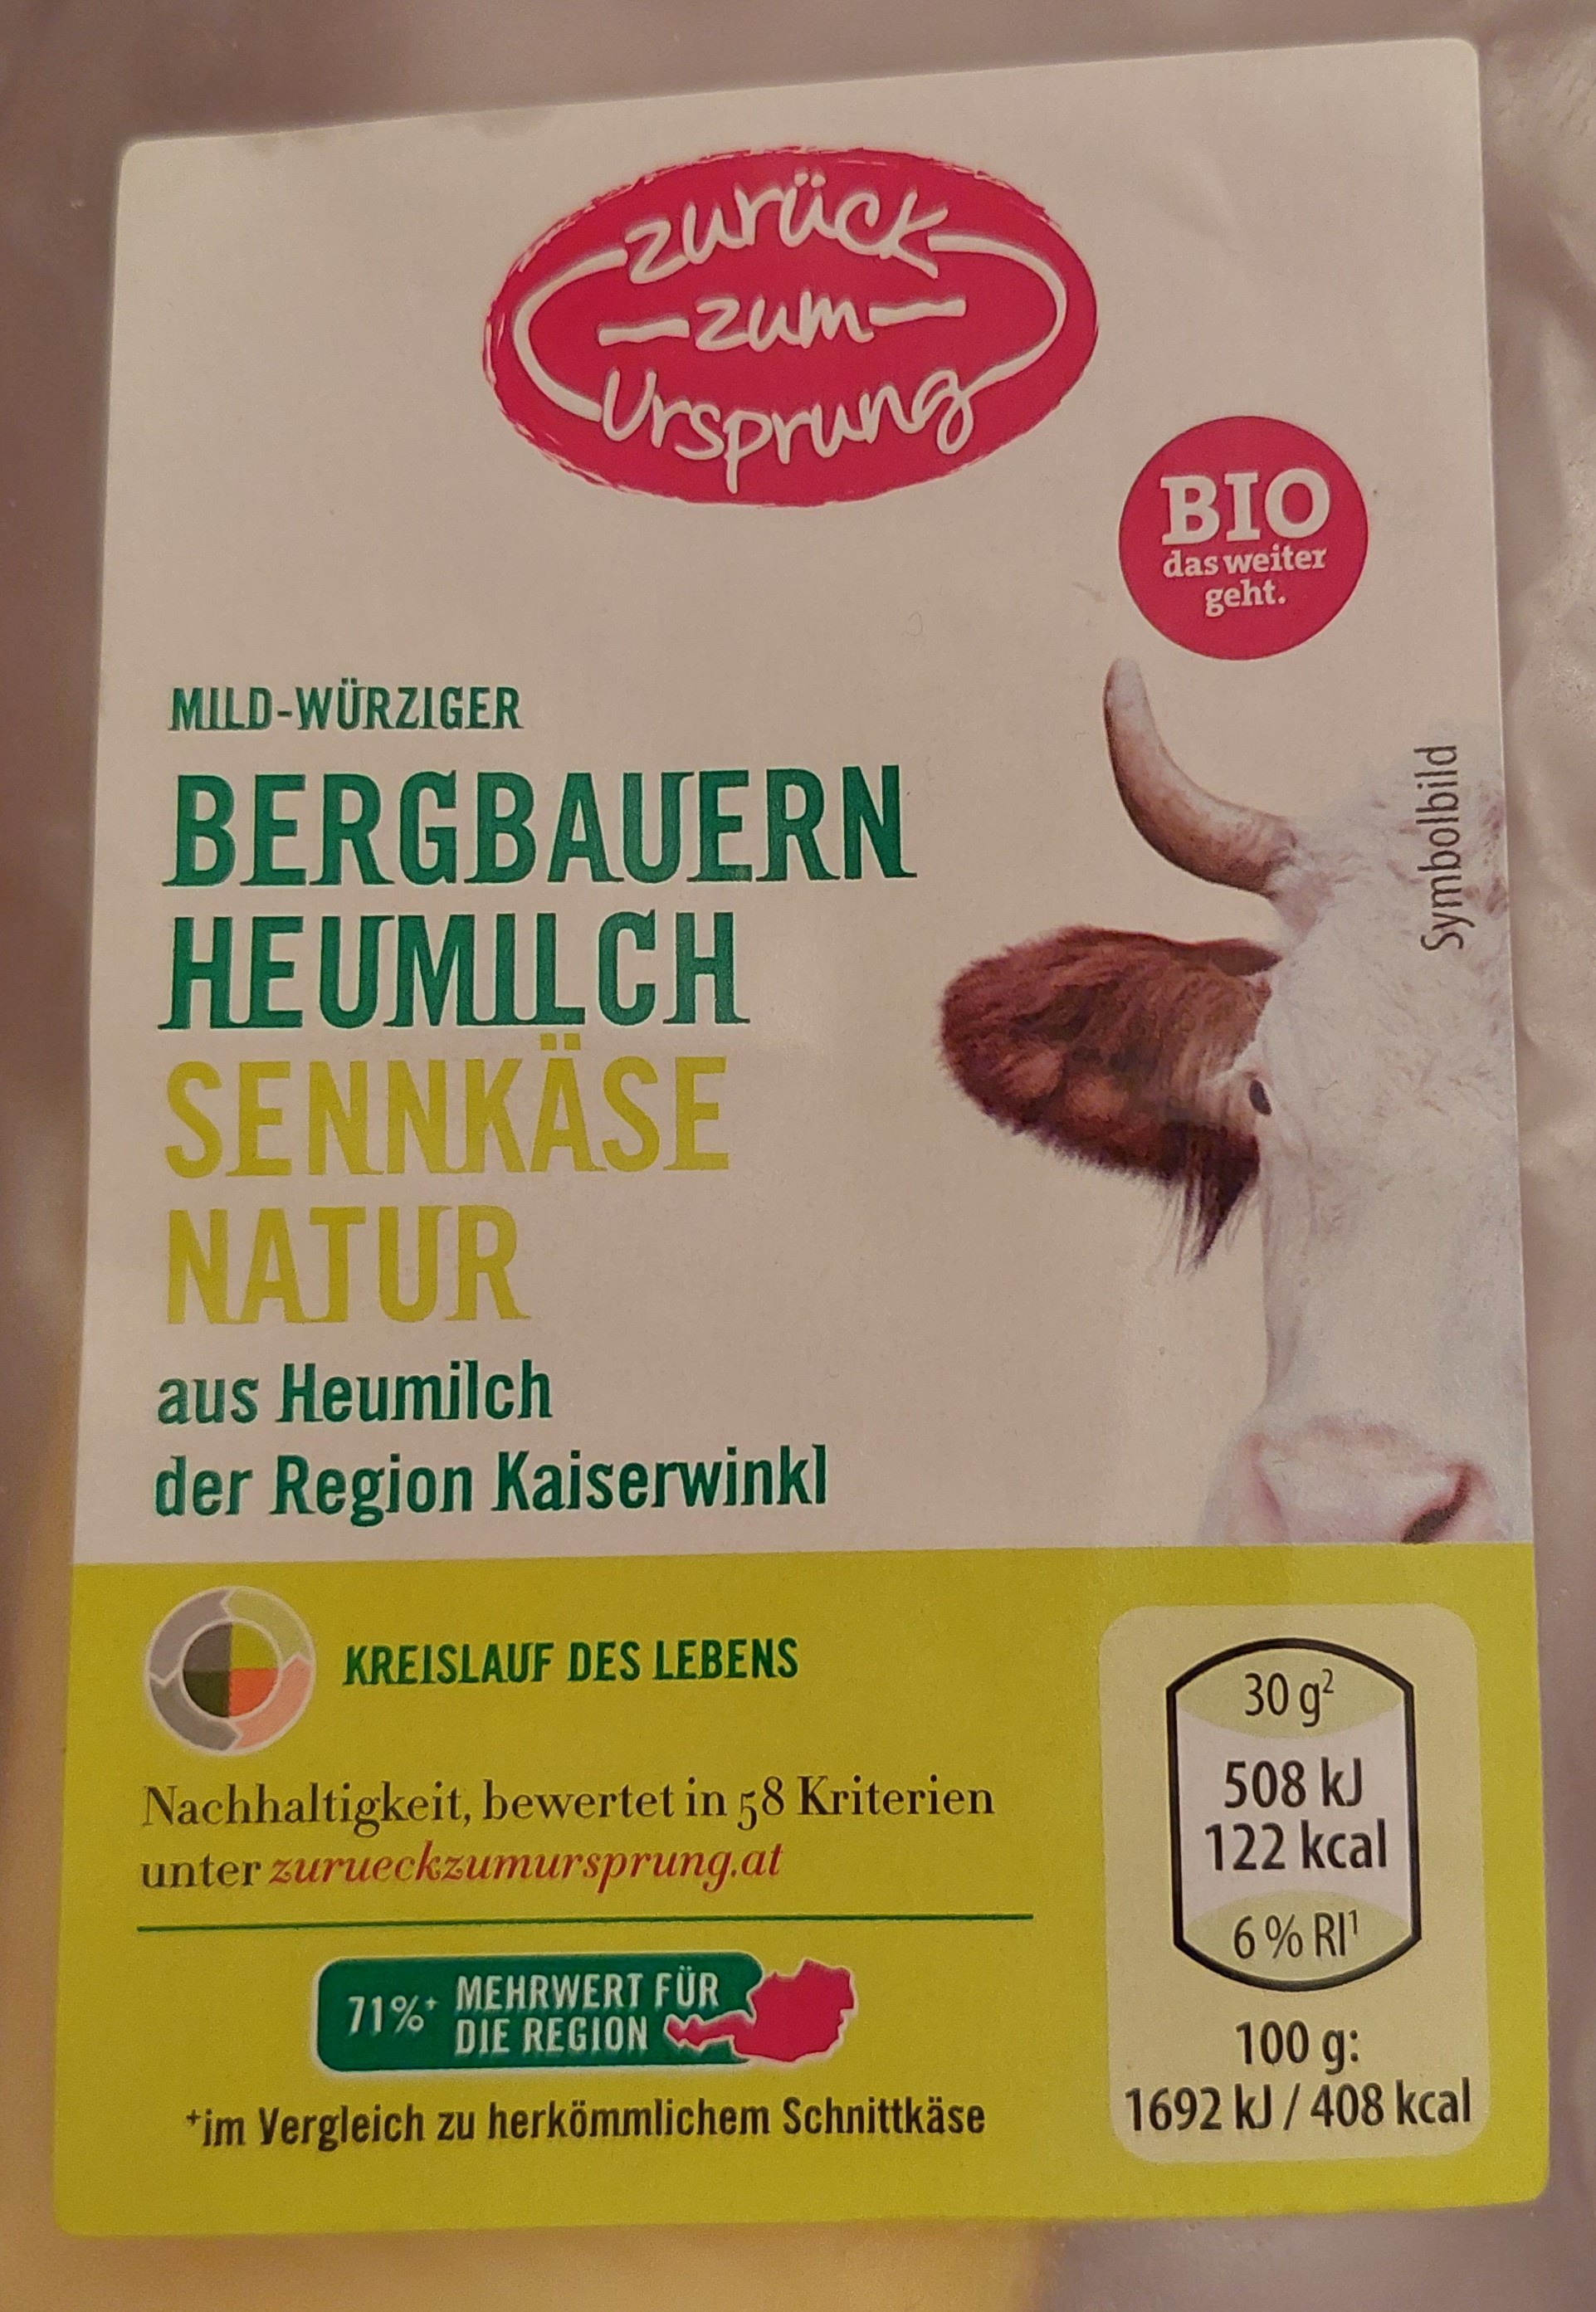 zurück
zum
Ursprung
BIO
das weiter
geht.
MILD-WÜRZIGER
BERGBAUERN
HEUMILCH
SENNKÄSE
NATUR
aus Heumilch
der Region Kaiserwinkl
Symbolbild
KREISLAUF DES LEBENS
Nachhaltigkeit, bewertet in 58 Kriterien
unter zurueckzumursprung.at
71%⁺ MEHRWERT FÜR
DIE REGION
⁺im Vergleich zu herkömmlichem Schnittkäse
30 g²
508 kJ
122 kcal
6 % RI¹
100 g:
1692 kJ / 408 kcal